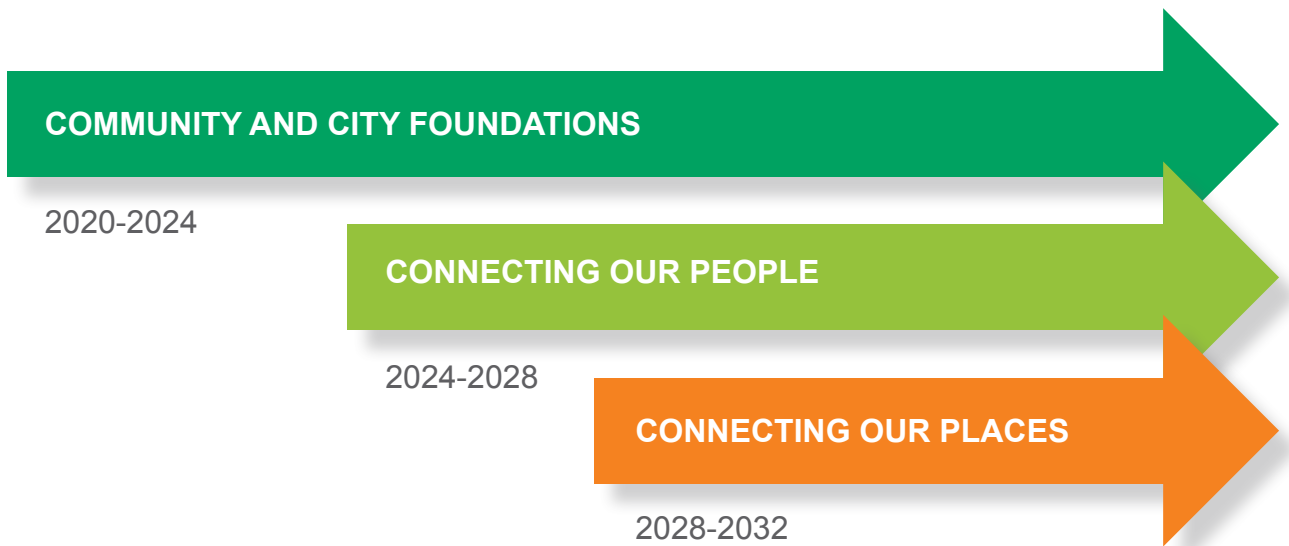 COMMUNITY AND CITY FOUNDATIONS
2020-2024
CONNECTING OUR PEOPLE
2024-2028
CONNECTING OUR PLACES
2028-2032